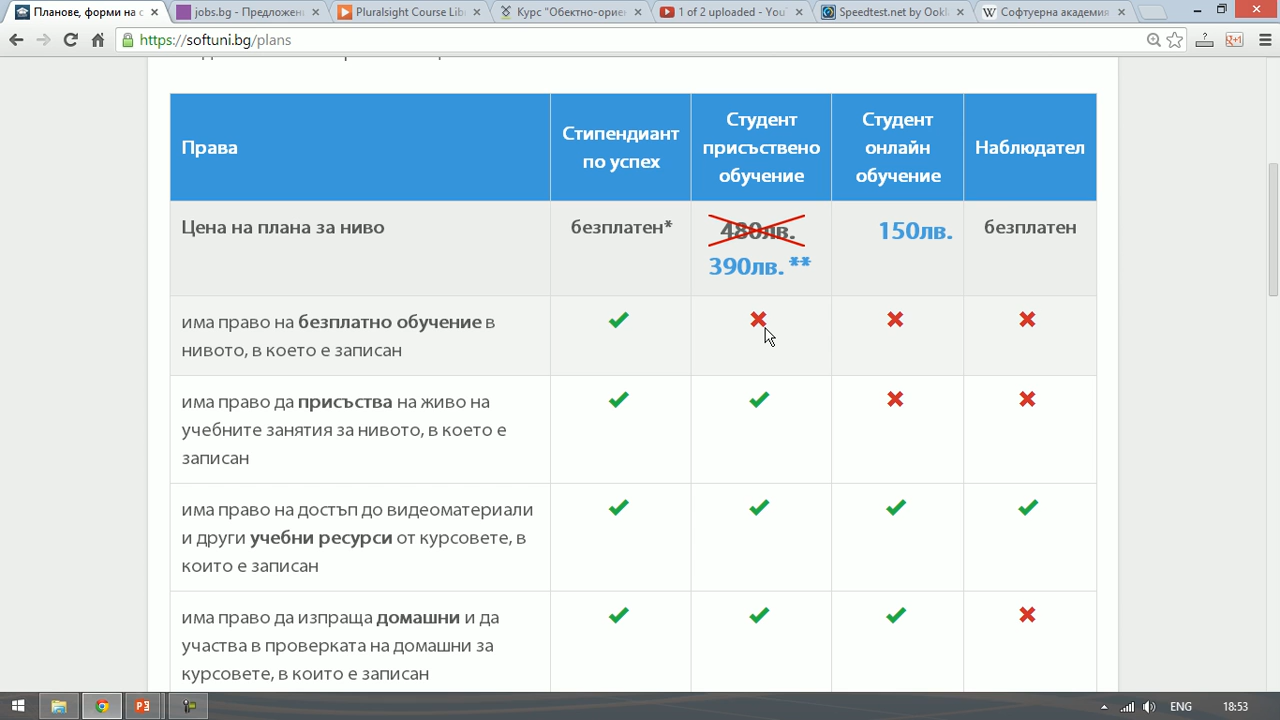 Планове, форми на с
jobs.bg - Предложен
Pluralsight Course Lib
Курс "Обектно-орие
1 of 2 uploaded - You
Speedtest.net by Ookl
Софтуерна академия
https://softuni.bg/plans
Права
Стипендиант
по успех
Студент
присъствено
обучение
Студент
онлайн
обучение
Наблюдател
Цена на плана за ниво
безплатен*
480лв.
390лв. **
150лв.
безплатен
има право на безплатно обучение в
нивото, в което е записан
има право да присъства на живо на
учебните занятия за нивото, в което е
записан
има право на достъп до видеоматериали
и други учебни ресурси от курсовете, в
които е записан
има право да изпраща домашни и да
участва в проверката на домашни за
курсовете, в които е записан
ENG
18:53